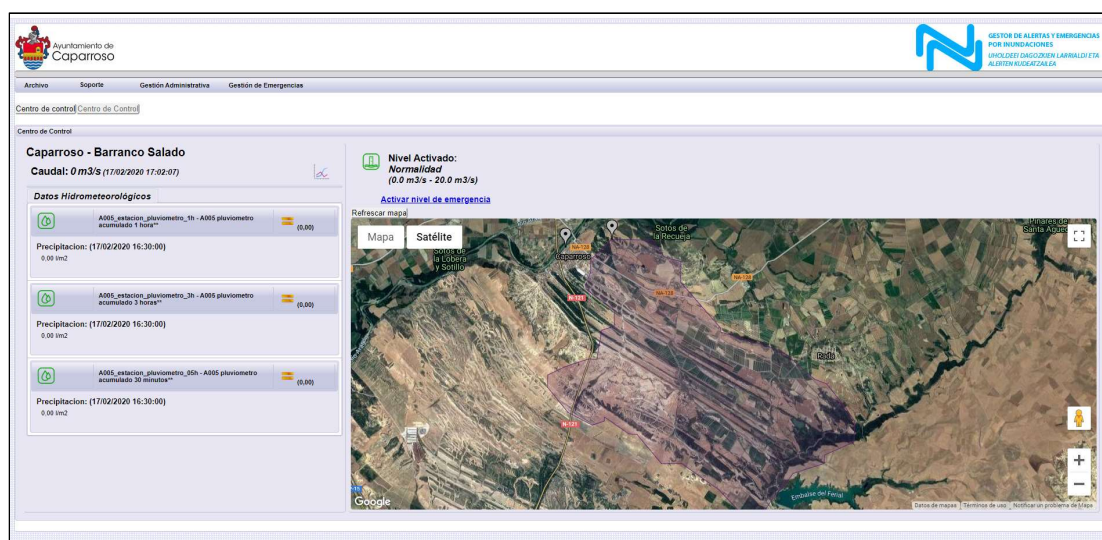 Ayuntamiento de
Caparroso
GESTOR DE ALERTAS Y EMERGENCIAS
POR INUNDACIONES
UHOLDEEI DAGOZKIEN LARRIALDI ETA
ALERTEN KUDEATZAILEA
Archivo Soporte Gestión Administrativa Gestión de Emergencias
Centro de control Centro de Control
Centro de Control
Caparroso - Barranco Salado
Caudal: 0 m3/s (17/02/2020 17:02:07)
Datos Hidrometeorológicos
A005_estacion_pluviometro_1h - A005 pluviometro
acumulado 1 hora**
(0,00)
Precipitacion: (17/02/2020 16:30:00)
0,00 l/m2
A005_estacion_pluviometro_3h - A005 pluviometro
acumulado 3 horas**
(0,00)
Precipitacion: (17/02/2020 16:30:00)
0,00 l/m2
A005_estacion_pluviometro_05h - A005 pluviometro
acumulado 30 minutos**
(0,00)
Precipitacion: (17/02/2020 16:30:00)
0,00 l/m2
Nivel Activado:
Normalidad
(0.0 m3/s - 20.0 m3/s)
Activar nivel de emergencia
Refrescar mapa
Mapa Satélite
Sotos de
la Recueja
Pinares de
Sotos de
la Lobera
y Sotillo
NA-128
Caparroso
NA-128
NA-128
N-121
Rada
N-121
Embalse del Ferial
Google
Datos de mapas Términos de uso Notificar un problema de Maps